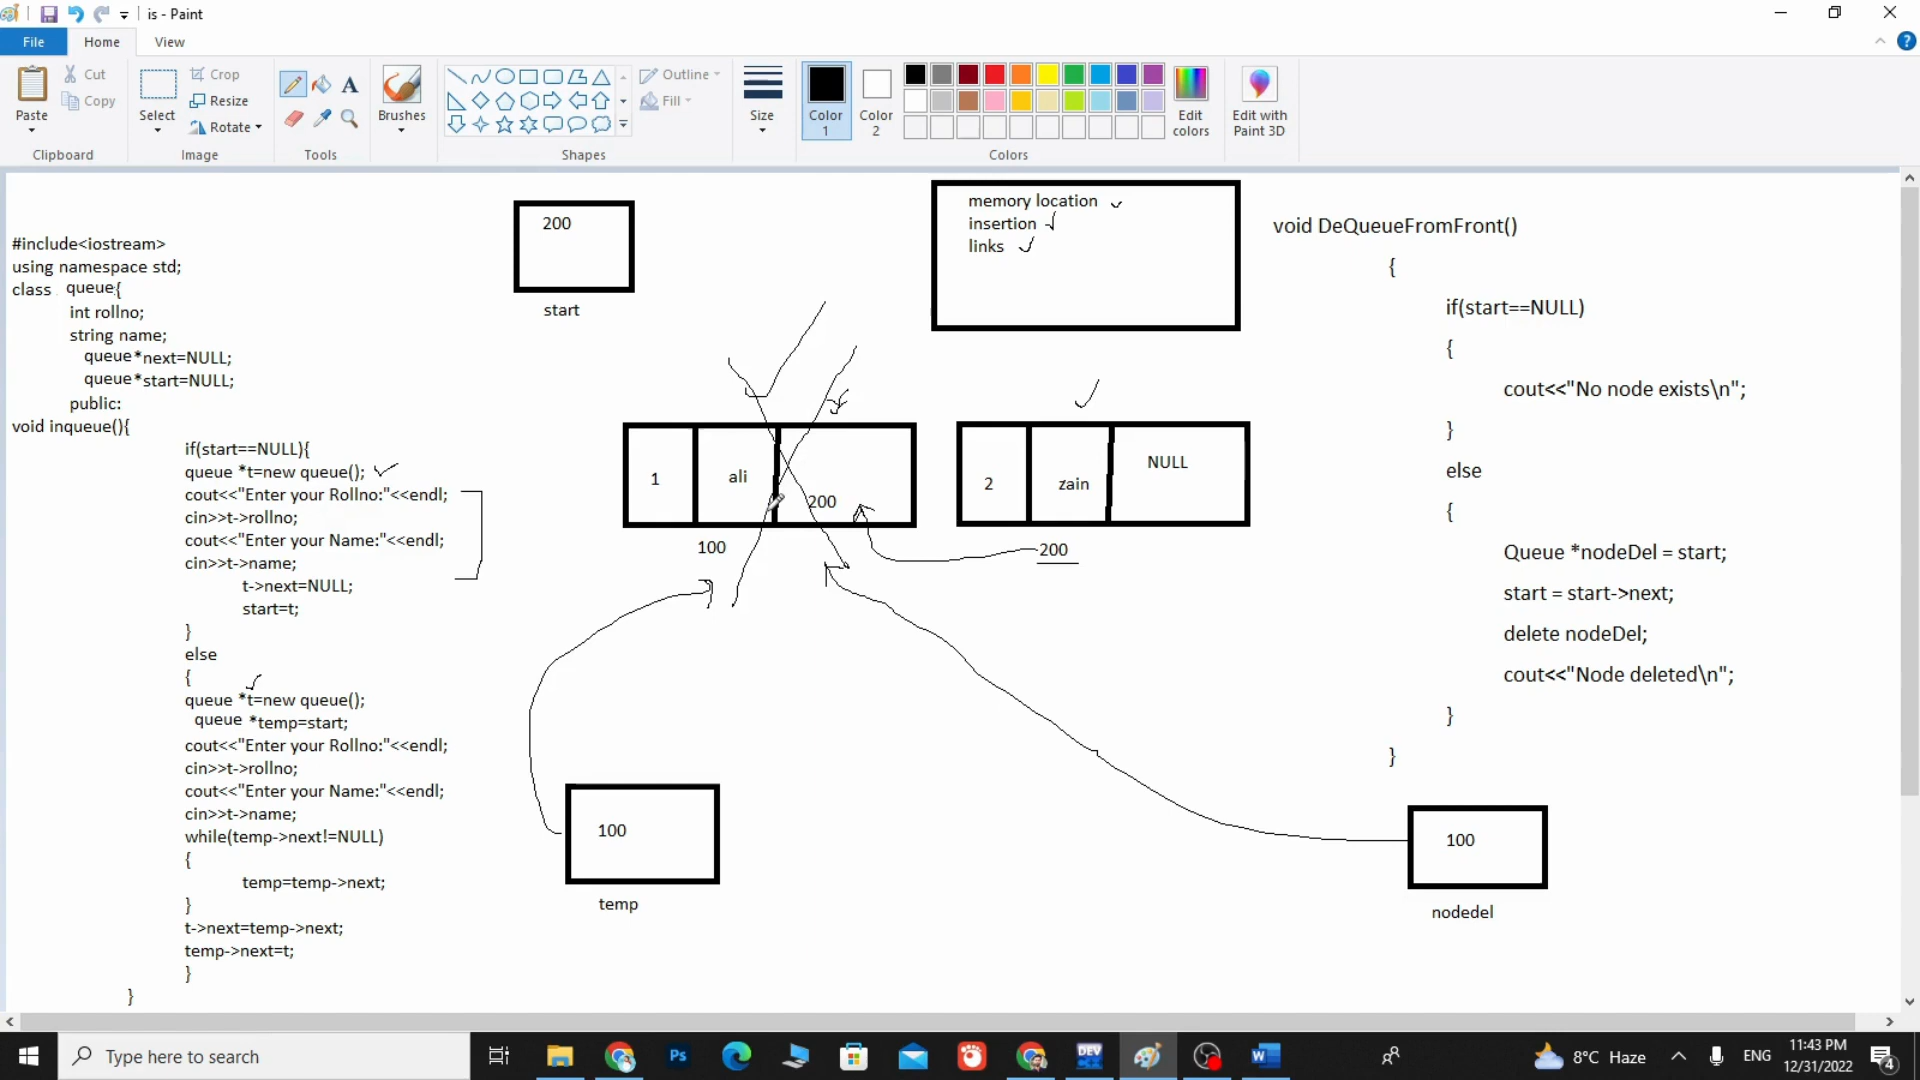 is - Paint
File
Home
View
Paste
Cut
Copy
Clipboard
Select
Crop
Resize
Rotate
Image
Tools
Brushes
Shapes
Outline
Fill
Size
Color 1
Color 2
Edit colors
Edit with Paint 3D
Colors
#include<iostream>
using namespace std;
class queue{
int rollno;
string name;
queue*next=NULL;
queue*start=NULL;
public:
void inqueue(){
if(start==NULL){
queue *t=new queue();
cout<<"Enter your Rollno:"<<endl;
cin>>t->rollno;
cout<<"Enter your Name:"<<endl;
cin>>t->name;
t->next=NULL;
start=t;
}
else
{
queue *t=new queue();
queue *temp=start;
cout<<"Enter your Rollno:"<<endl;
cin>>t->rollno;
cout<<"Enter your Name:"<<endl;
cin>>t->name;
while(temp->next!=NULL)
{
temp=temp->next;
}
t->next=temp->next;
temp->next=t;
}
}
200
start
memory location
insertion
links
1
ali
200
100
2
zain
NULL
200
100
temp
100
nodedel
void DeQueueFromFront()
{
if(start==NULL)
{
cout<<"No node exists\n";
}
else
{
Queue *nodeDel = start;
start = start->next;
delete nodeDel;
cout<<"Node deleted\n";
}
}
Type here to search
Ps
DEV
W
8°C Haze
ENG
11:43 PM
12/31/2022
4